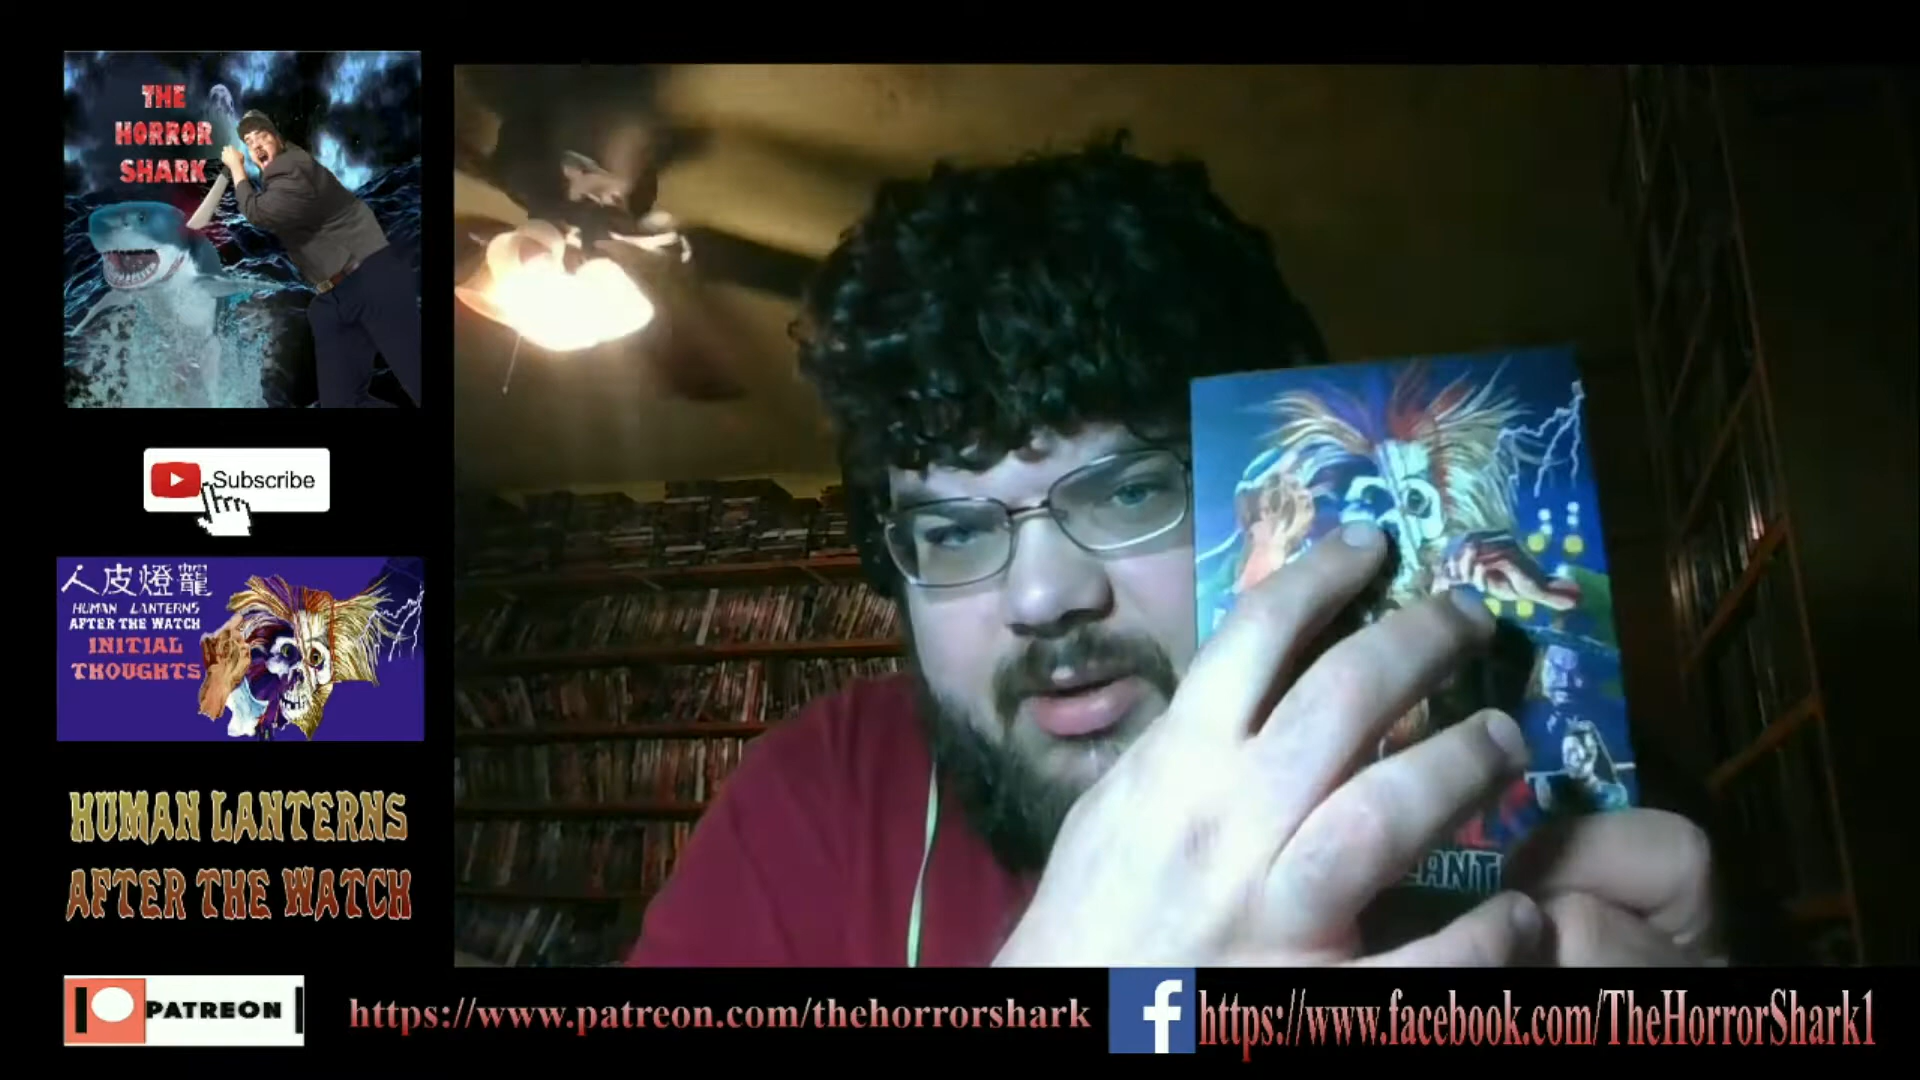 THE
HORROR
SHARK
Subscribe
人皮燈籠
HUMAN LANTERNS
AFTER THE WATCH
INITIAL
THOUGHTS
HUMAN LANTERNS
AFTER THE WATCH
LANT
PATREON
https://www.patreon.com/thehorrorshark
f https://www.facebook.com/TheHorrorShark1